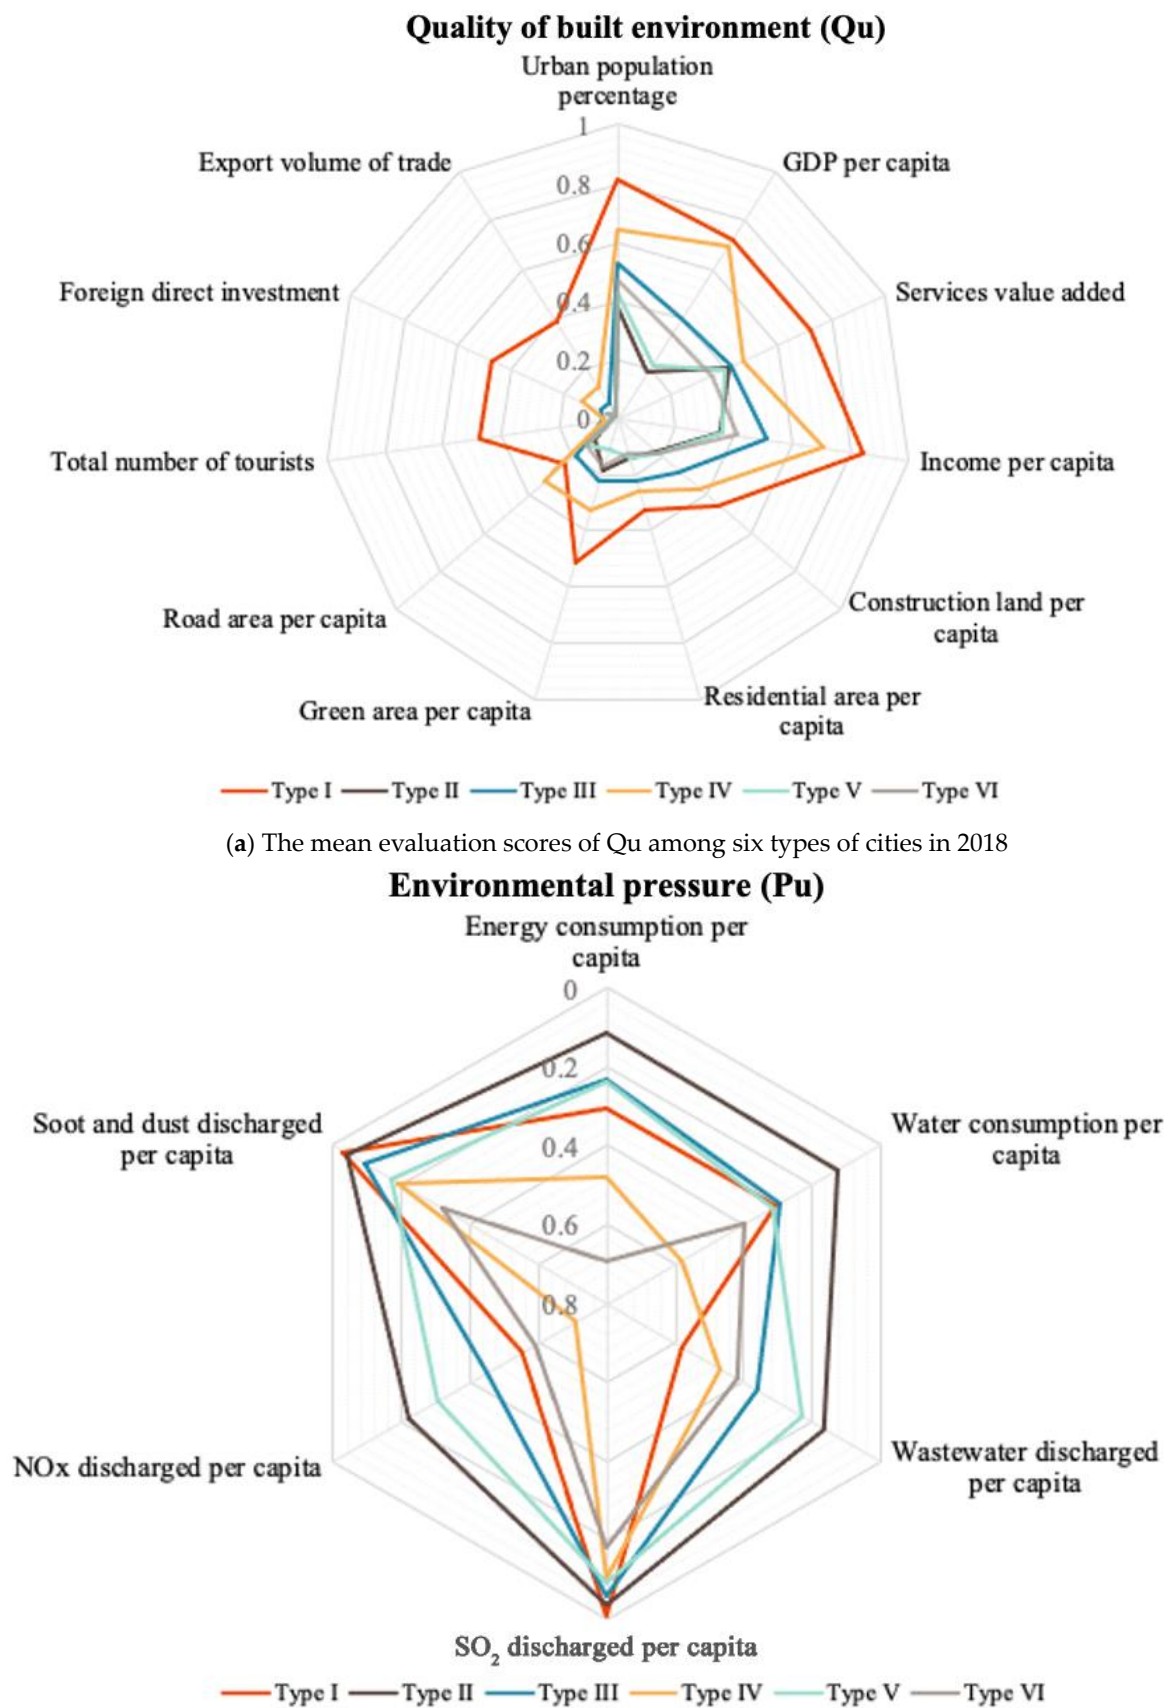 Quality of built environment (Qu)
Urban population
percentage
1
Export volume of trade
GDP per capita
0.8
0.6
Foreign direct investment
Services value added
0.4
0.2
0
Total number of tourists
Income per capita
Road area per capita
Construction land per
capita
Green area per capita
Residential area per
capita
Type I Type II Type III Type IV Type V Type VI
(a) The mean evaluation scores of Qu among six types of cities in 2018
Environmental pressure (Pu)
Energy consumption per
capita
0
0.2
Soot and dust discharged
per capita
Water consumption per
capita
0.4
0.6
0.8
NOx discharged per capita
Wastewater discharged
per capita
SO₂ discharged per capita
Type I Type II Type III Type IV Type V Type VI